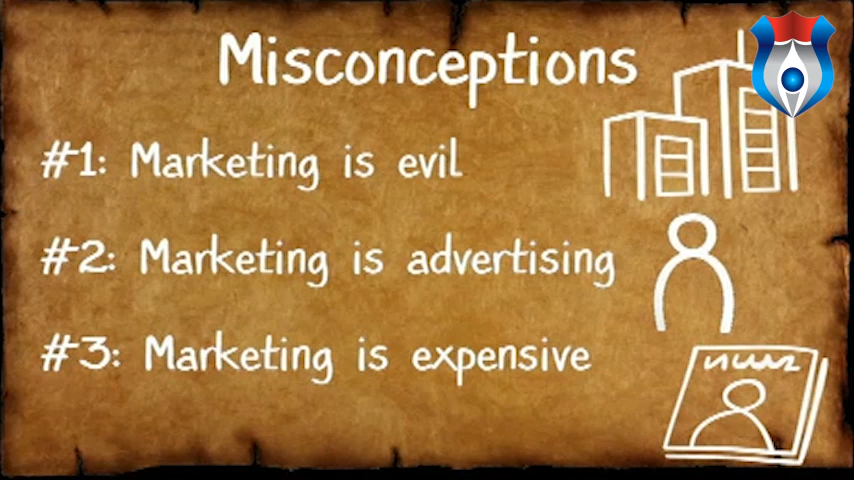 Misconceptions
#1: Marketing is evil
#2: Marketing is advertising
#3: Marketing is expensive